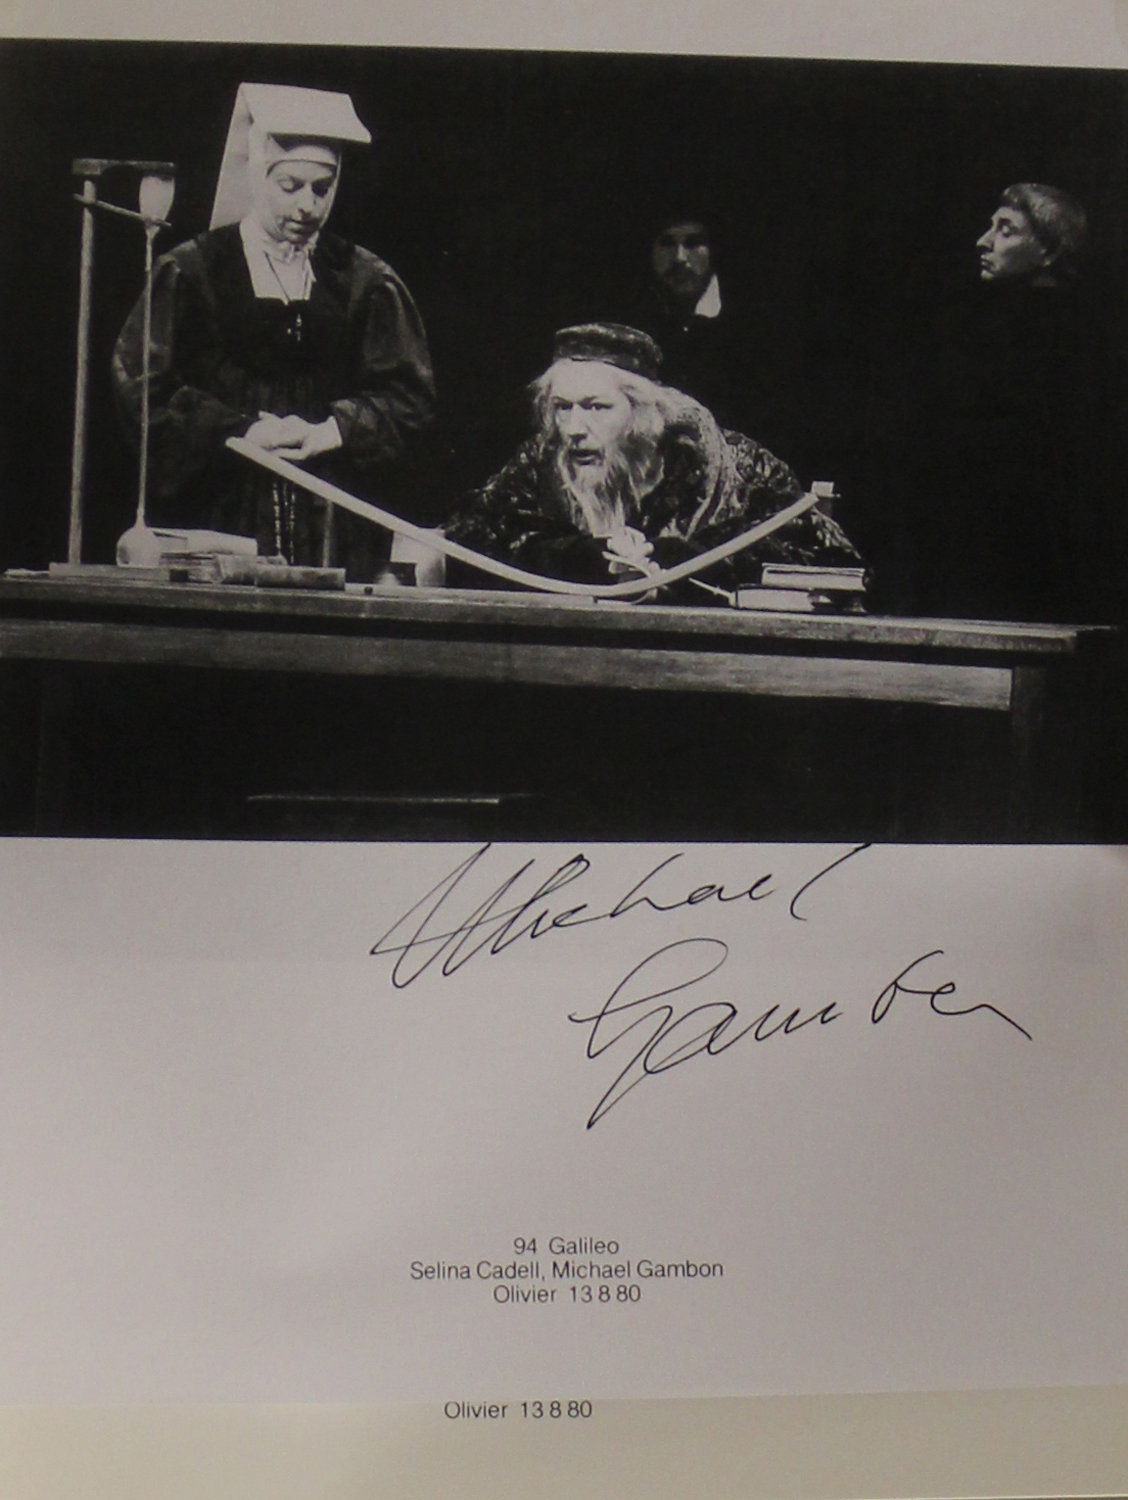 Michael
Gambon
94 Galileo
Selina Cadell, Michael Gambon
Olivier 13 8 80
Olivier 13 8 80